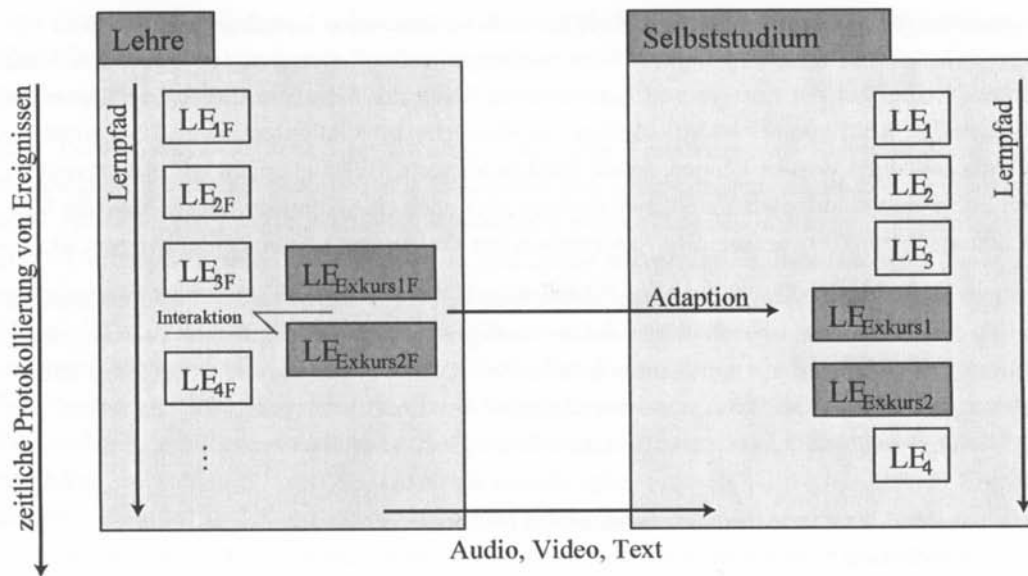 Lehre
Selbststudium
zeitliche Protokollierung von Ereignissen
Lernpfad
LE1F
LE2F
LE3F
LEExkurs1F
Interaktion
LEExkurs2F
LE4F
⋮
Adaption
Audio, Video, Text
LE1
LE2
LE3
LEExkurs1
LEExkurs2
LE4
Lernpfad